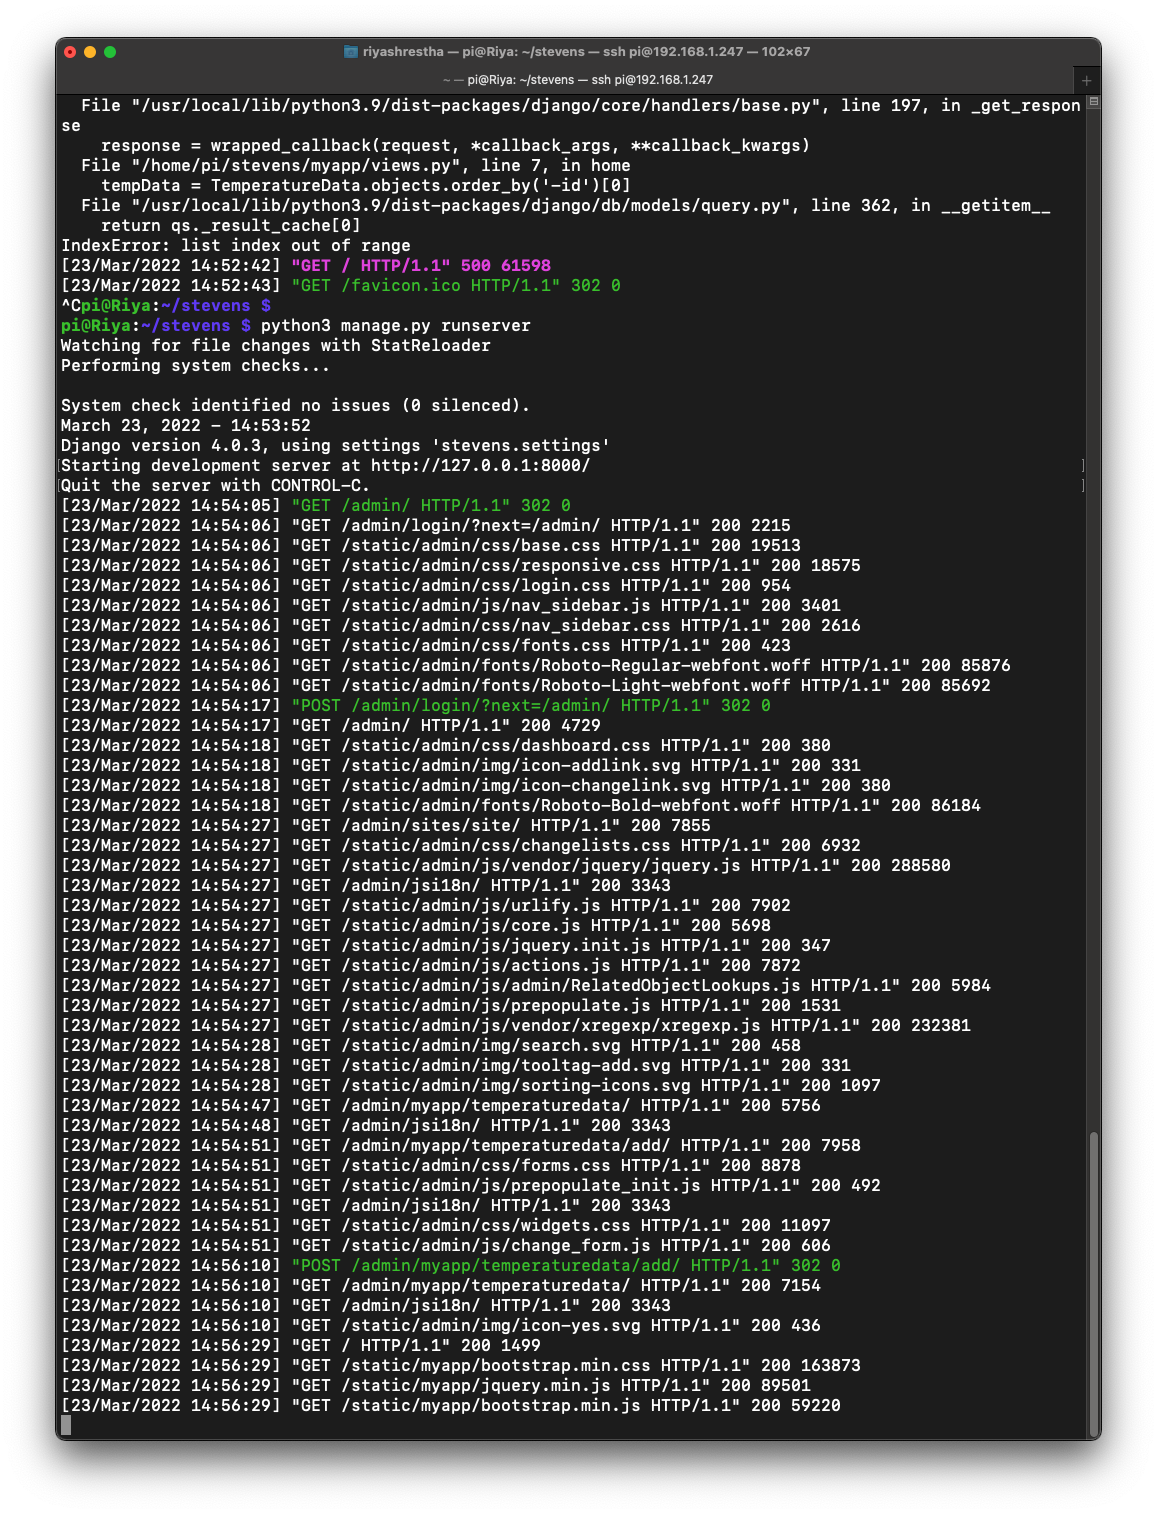 riyashrestha — pi@Riya: ~/stevens — ssh pi@192.168.1.247 — 102×67
~ — pi@Riya: ~/stevens — ssh pi@192.168.1.247
+
  File "/usr/local/lib/python3.9/dist-packages/django/core/handlers/base.py", line 197, in _get_respon
se
    response = wrapped_callback(request, *callback_args, **callback_kwargs)
  File "/home/pi/stevens/myapp/views.py", line 7, in home
    tempData = TemperatureData.objects.order_by('-id')[0]
  File "/usr/local/lib/python3.9/dist-packages/django/db/models/query.py", line 362, in __getitem__
    return qs._result_cache[0]
IndexError: list index out of range
[23/Mar/2022 14:52:42] "GET / HTTP/1.1" 500 61598
[23/Mar/2022 14:52:43] "GET /favicon.ico HTTP/1.1" 302 0
^Cpi@Riya:~/stevens $
pi@Riya:~/stevens $ python3 manage.py runserver
Watching for file changes with StatReloader
Performing system checks...

System check identified no issues (0 silenced).
March 23, 2022 - 14:53:52
Django version 4.0.3, using settings 'stevens.settings'
[Starting development server at http://127.0.0.1:8000/ ]
[Quit the server with CONTROL-C. ]
[23/Mar/2022 14:54:05] "GET /admin/ HTTP/1.1" 302 0
[23/Mar/2022 14:54:06] "GET /admin/login/?next=/admin/ HTTP/1.1" 200 2215
[23/Mar/2022 14:54:06] "GET /static/admin/css/base.css HTTP/1.1" 200 19513
[23/Mar/2022 14:54:06] "GET /static/admin/css/responsive.css HTTP/1.1" 200 18575
[23/Mar/2022 14:54:06] "GET /static/admin/css/login.css HTTP/1.1" 200 954
[23/Mar/2022 14:54:06] "GET /static/admin/js/nav_sidebar.js HTTP/1.1" 200 3401
[23/Mar/2022 14:54:06] "GET /static/admin/css/nav_sidebar.css HTTP/1.1" 200 2616
[23/Mar/2022 14:54:06] "GET /static/admin/css/fonts.css HTTP/1.1" 200 423
[23/Mar/2022 14:54:06] "GET /static/admin/fonts/Roboto-Regular-webfont.woff HTTP/1.1" 200 85876
[23/Mar/2022 14:54:06] "GET /static/admin/fonts/Roboto-Light-webfont.woff HTTP/1.1" 200 85692
[23/Mar/2022 14:54:17] "POST /admin/login/?next=/admin/ HTTP/1.1" 302 0
[23/Mar/2022 14:54:17] "GET /admin/ HTTP/1.1" 200 4729
[23/Mar/2022 14:54:18] "GET /static/admin/css/dashboard.css HTTP/1.1" 200 380
[23/Mar/2022 14:54:18] "GET /static/admin/img/icon-addlink.svg HTTP/1.1" 200 331
[23/Mar/2022 14:54:18] "GET /static/admin/img/icon-changelink.svg HTTP/1.1" 200 380
[23/Mar/2022 14:54:18] "GET /static/admin/fonts/Roboto-Bold-webfont.woff HTTP/1.1" 200 86184
[23/Mar/2022 14:54:27] "GET /admin/sites/site/ HTTP/1.1" 200 7855
[23/Mar/2022 14:54:27] "GET /static/admin/css/changelists.css HTTP/1.1" 200 6932
[23/Mar/2022 14:54:27] "GET /static/admin/js/vendor/jquery/jquery.js HTTP/1.1" 200 288580
[23/Mar/2022 14:54:27] "GET /admin/jsi18n/ HTTP/1.1" 200 3343
[23/Mar/2022 14:54:27] "GET /static/admin/js/urlify.js HTTP/1.1" 200 7902
[23/Mar/2022 14:54:27] "GET /static/admin/js/core.js HTTP/1.1" 200 5698
[23/Mar/2022 14:54:27] "GET /static/admin/js/jquery.init.js HTTP/1.1" 200 347
[23/Mar/2022 14:54:27] "GET /static/admin/js/actions.js HTTP/1.1" 200 7872
[23/Mar/2022 14:54:27] "GET /static/admin/js/admin/RelatedObjectLookups.js HTTP/1.1" 200 5984
[23/Mar/2022 14:54:27] "GET /static/admin/js/prepopulate.js HTTP/1.1" 200 1531
[23/Mar/2022 14:54:27] "GET /static/admin/js/vendor/xregexp/xregexp.js HTTP/1.1" 200 232381
[23/Mar/2022 14:54:28] "GET /static/admin/img/search.svg HTTP/1.1" 200 458
[23/Mar/2022 14:54:28] "GET /static/admin/img/tooltag-add.svg HTTP/1.1" 200 331
[23/Mar/2022 14:54:28] "GET /static/admin/img/sorting-icons.svg HTTP/1.1" 200 1097
[23/Mar/2022 14:54:47] "GET /admin/myapp/temperaturedata/ HTTP/1.1" 200 5756
[23/Mar/2022 14:54:48] "GET /admin/jsi18n/ HTTP/1.1" 200 3343
[23/Mar/2022 14:54:51] "GET /admin/myapp/temperaturedata/add/ HTTP/1.1" 200 7958
[23/Mar/2022 14:54:51] "GET /static/admin/css/forms.css HTTP/1.1" 200 8878
[23/Mar/2022 14:54:51] "GET /static/admin/js/prepopulate_init.js HTTP/1.1" 200 492
[23/Mar/2022 14:54:51] "GET /admin/jsi18n/ HTTP/1.1" 200 3343
[23/Mar/2022 14:54:51] "GET /static/admin/css/widgets.css HTTP/1.1" 200 11097
[23/Mar/2022 14:54:51] "GET /static/admin/js/change_form.js HTTP/1.1" 200 606
[23/Mar/2022 14:56:10] "POST /admin/myapp/temperaturedata/add/ HTTP/1.1" 302 0
[23/Mar/2022 14:56:10] "GET /admin/myapp/temperaturedata/ HTTP/1.1" 200 7154
[23/Mar/2022 14:56:10] "GET /admin/jsi18n/ HTTP/1.1" 200 3343
[23/Mar/2022 14:56:10] "GET /static/admin/img/icon-yes.svg HTTP/1.1" 200 436
[23/Mar/2022 14:56:29] "GET / HTTP/1.1" 200 1499
[23/Mar/2022 14:56:29] "GET /static/myapp/bootstrap.min.css HTTP/1.1" 200 163873
[23/Mar/2022 14:56:29] "GET /static/myapp/jquery.min.js HTTP/1.1" 200 89501
[23/Mar/2022 14:56:29] "GET /static/myapp/bootstrap.min.js HTTP/1.1" 200 59220